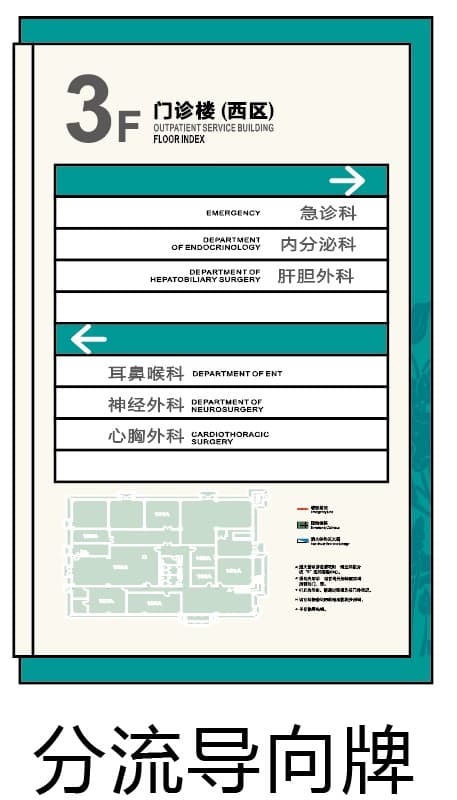 3F
门诊楼 (西区)
OUTPATIENT SERVICE BUILDING
FLOOR INDEX
EMERGENCY 急诊科
DEPARTMENT
OF ENDOCRINOLOGY 内分泌科
DEPARTMENT OF
HEPATOBILIARY SURGERY 肝胆外科
耳鼻喉科 DEPARTMENT OF ENT
神经外科 DEPARTMENT OF
NEUROSURGERY
心胸外科 CARDIOTHORACIC
SURGERY
分流导向牌